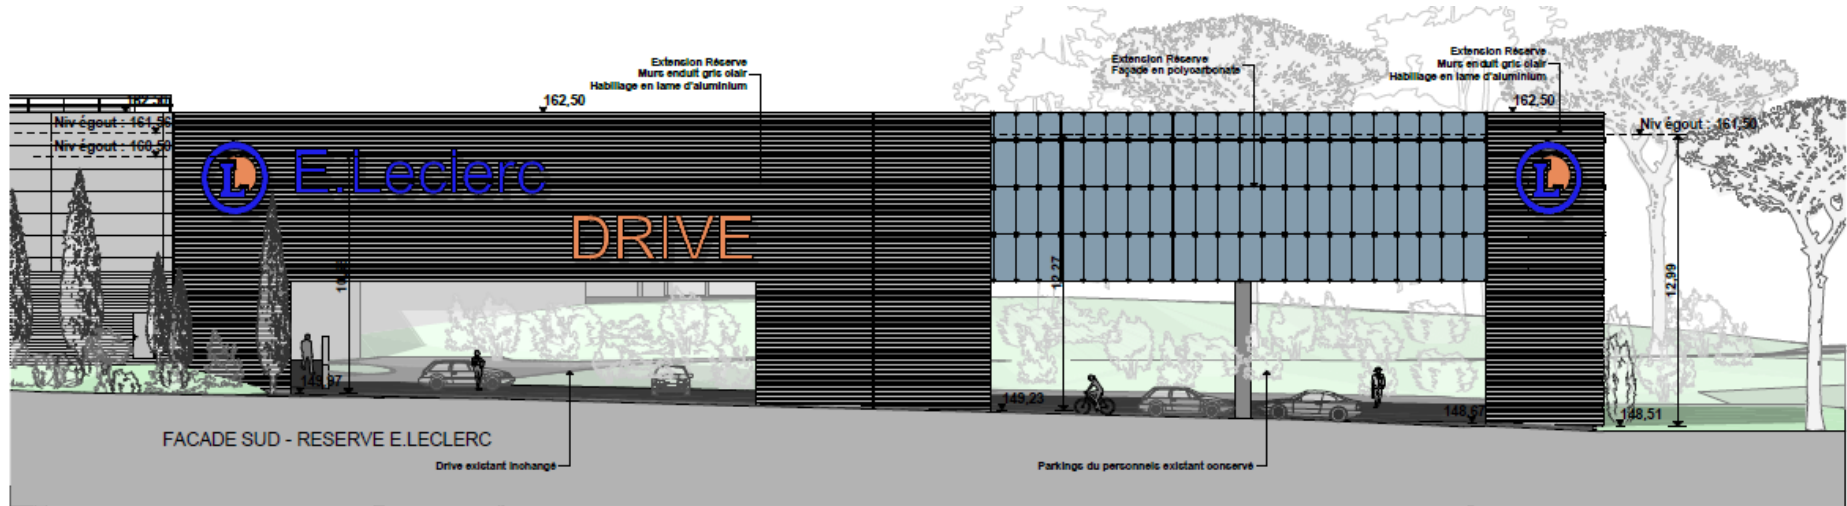 Extension Réserve
Murs enduit gris clair
Habillage en lame d'aluminium
Extension Réserve
Façade en polycarbonate
Extension Réserve
Murs enduit gris clair
Habillage en lame d'aluminium
162,50
162,50
162,50
Niv égout : 161,56
Niv égout : 160,50
Niv égout : 161,50
L
E.Leclerc
L
DRIVE
12,27
12,99
149,97
149,23
148,67
148,51
FACADE SUD - RESERVE E.LECLERC
Drive existant inchangé
Parkings du personnels existant conservé